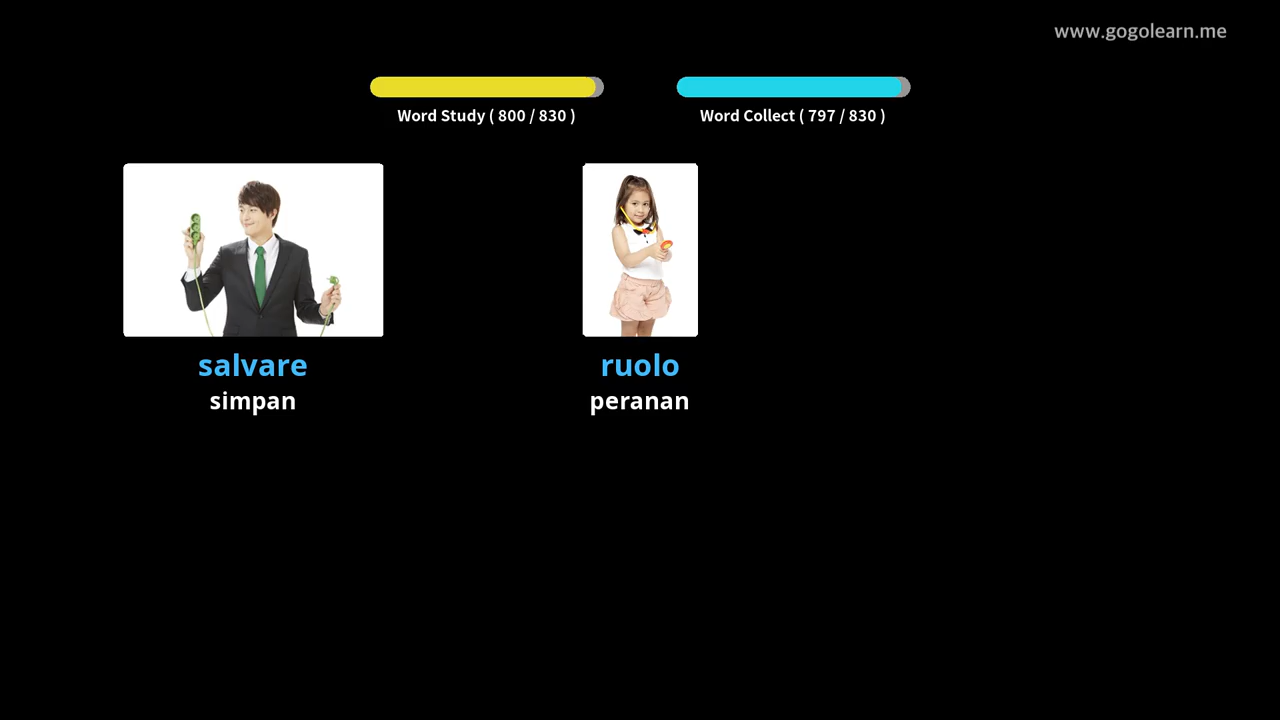 www.gogolearn.me
Word Study ( 800 / 830 )
Word Collect ( 797 / 830 )
salvare
simpan
ruolo
peranan